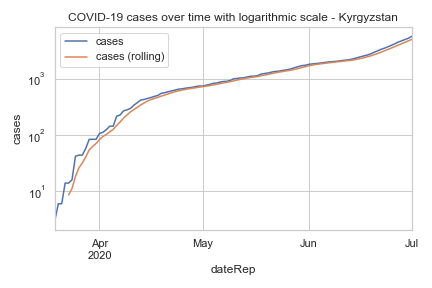 COVID-19 cases over time with logarithmic scale - Kyrgyzstan
cases
cases (rolling)
10³
10²
10¹
cases
Apr
2020
May
Jun
Jul
dateRep